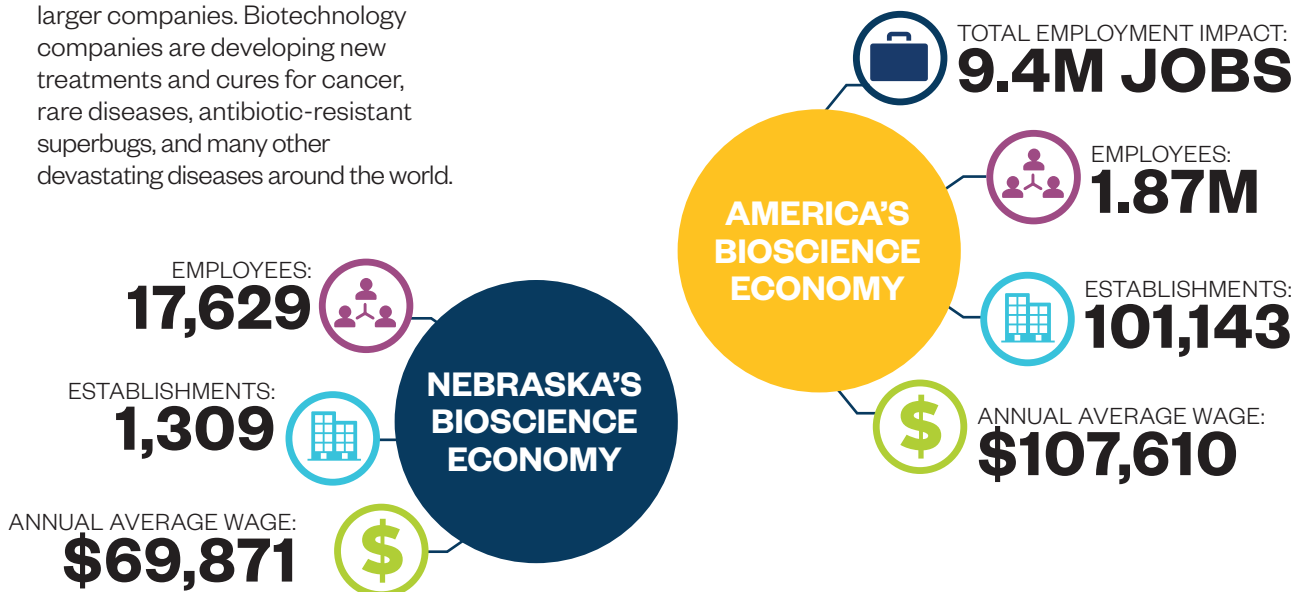 larger companies. Biotechnology
companies are developing new
treatments and cures for cancer,
rare diseases, antibiotic-resistant
superbugs, and many other
devastating diseases around the world.
TOTAL EMPLOYMENT IMPACT:
9.4M JOBS
EMPLOYEES:
1.87M
AMERICA'S
BIOSCIENCE
ECONOMY
ESTABLISHMENTS:
101,143
ANNUAL AVERAGE WAGE:
$107,610
EMPLOYEES:
17,629
ESTABLISHMENTS:
1,309
NEBRASKA'S
BIOSCIENCE
ECONOMY
ANNUAL AVERAGE WAGE:
$69,871